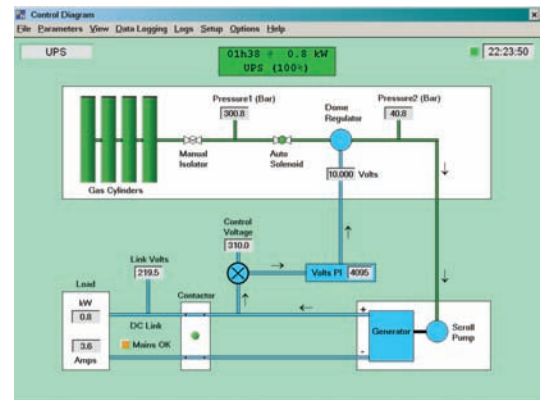 Control Diagram
File Parameters View Data Logging Logs Setup Options Help
UPS
01h38 @ 0.8 kW
UPS (100%)
22:23:50
Pressure1 (Bar)
300.8
Dome
Regulator
Pressure2 (Bar)
40.8
Manual
Isolator
Auto
Solenoid
10.000 Volts
Gas Cylinders
Control
Voltage
310.0
Link Volts
219.5
Volts PI 4095
Load
kW
0.8
Contactor
DC Link
Mains OK
3.6
Amps
+
Generator
-
Scroll
Pump